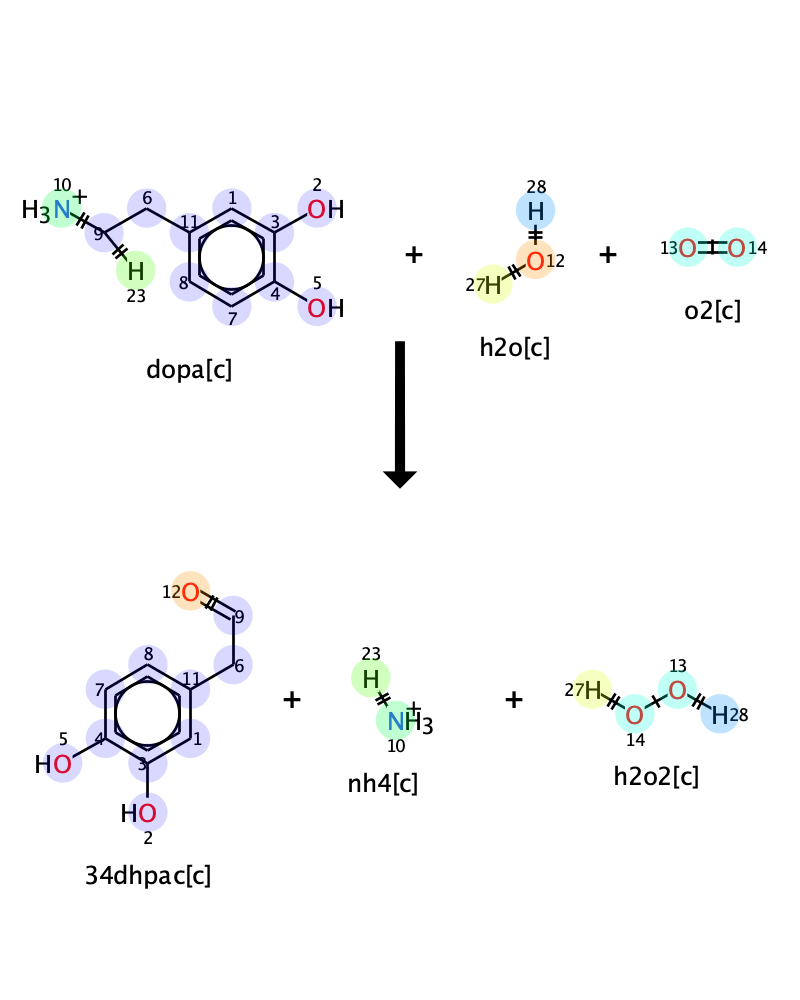 10 6 1 2
H3N+ 9 11 3 OH
H 23 8 7 4 5 OH
dopa[c]
+
28
H
O12
27H
h2o[c]
+
13O O14
o2[c]
12O 9
8 11 6
7 1
5 4 3
HO
HO
2
34dhpac[c]
+
23
H
NH3+
10
nh4[c]
+
13
27H O
O H28
14
h2o2[c]